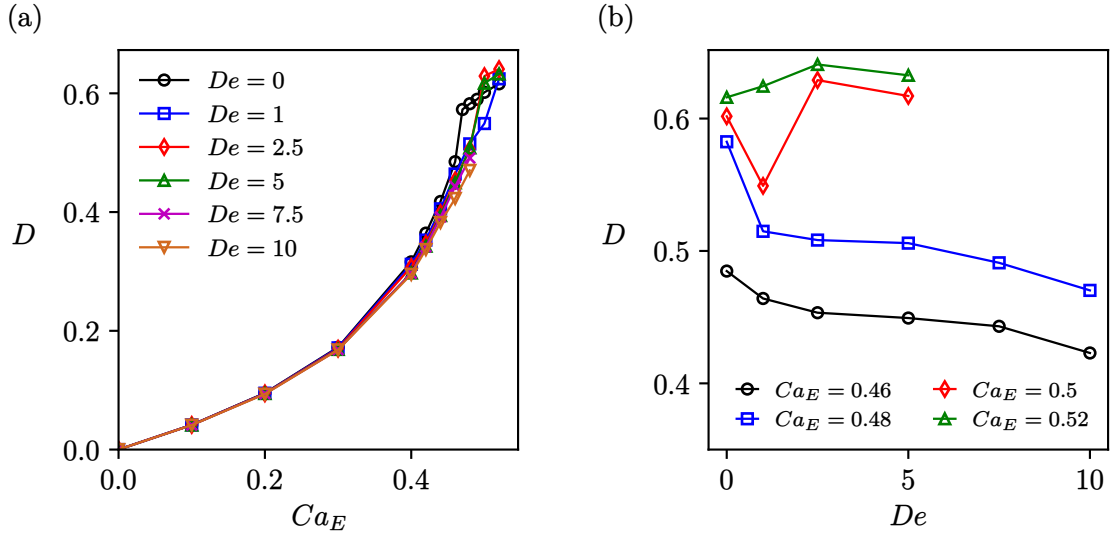 (a)
De = 0
De = 1
De = 2.5
De = 5
De = 7.5
De = 10
D
0.0
0.2
0.4
0.6
0.0
0.2
0.4
Ca_E
(b)
D
0.6
0.5
0.4
Ca_E = 0.46
Ca_E = 0.48
Ca_E = 0.5
Ca_E = 0.52
0
5
10
De